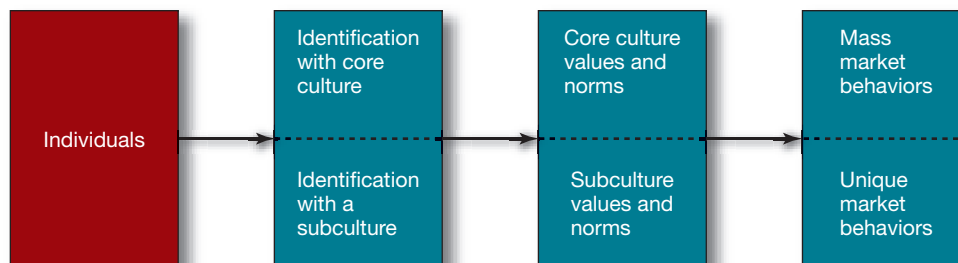 Individuals
Identification
with core
culture
Identification
with a
subculture
Core culture
values and
norms
Subculture
values and
norms
Mass
market
behaviors
Unique
market
behaviors